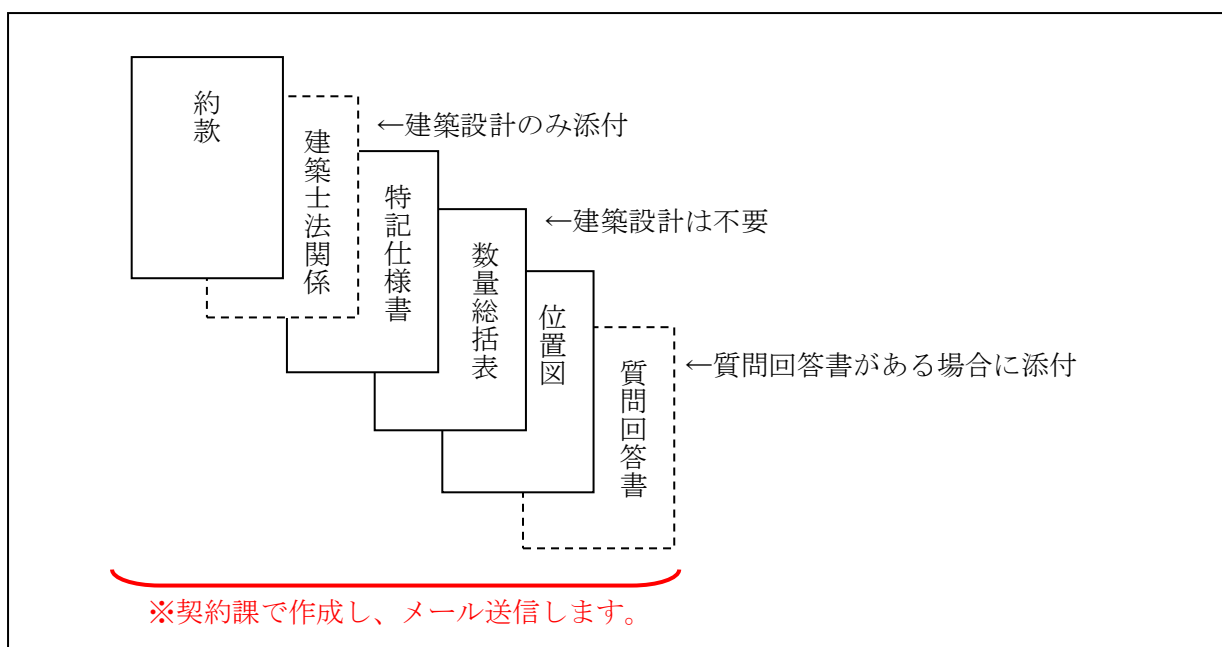 約款
建築士法関係
←建築設計のみ添付
特記仕様書
数量総括表
←建築設計は不要
位置図
質問回答書
←質問回答書がある場合に添付
※契約課で作成し、メール送信します。